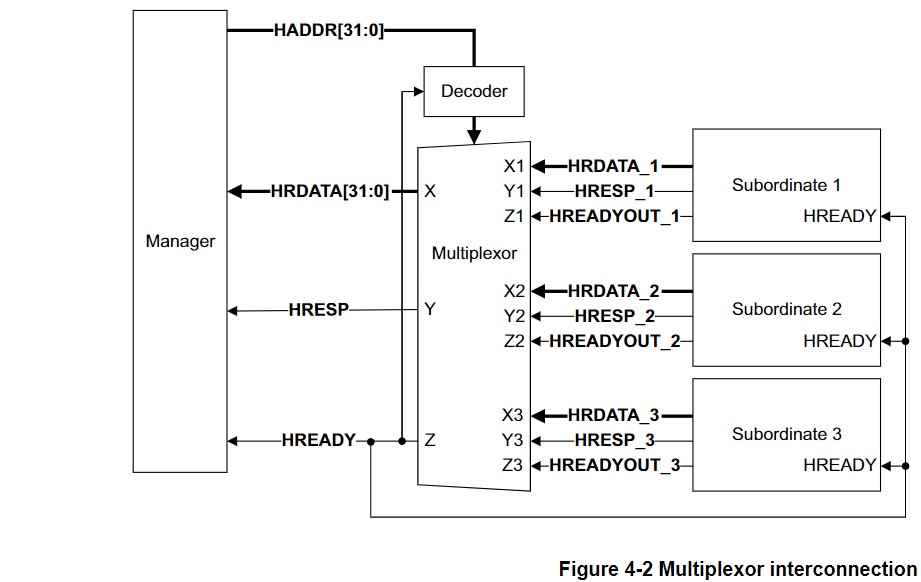 HADDR[31:0]
Decoder
X1
HRDATA_1
Subordinate 1
X
HRDATA[31:0]
Y1
HRESP_1
Z1
HREADYOUT_1
HREADY
Manager
Multiplexor
X2
HRDATA_2
Subordinate 2
Y
HRESP
Y2
HRESP_2
Z2
HREADYOUT_2
HREADY
X3
HRDATA_3
Subordinate 3
HREADY
Z
Y3
HRESP_3
Z3
HREADYOUT_3
HREADY
Figure 4-2 Multiplexor interconnection